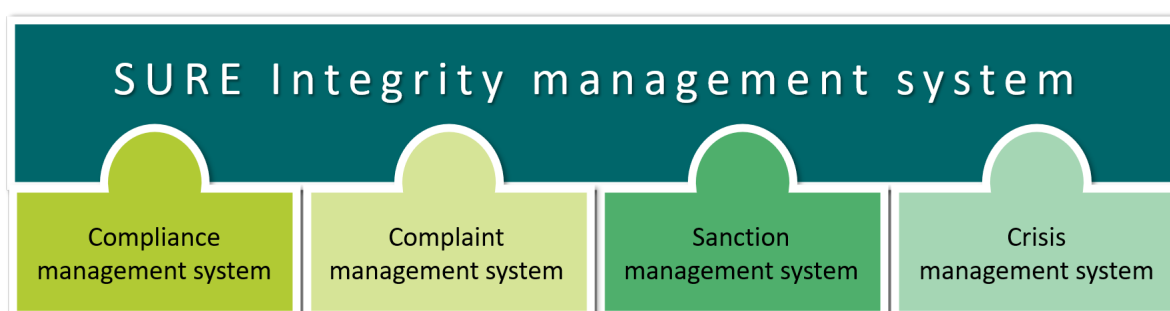 SURE Integrity management system
Compliance
management system
Complaint
management system
Sanction
management system
Crisis
management system